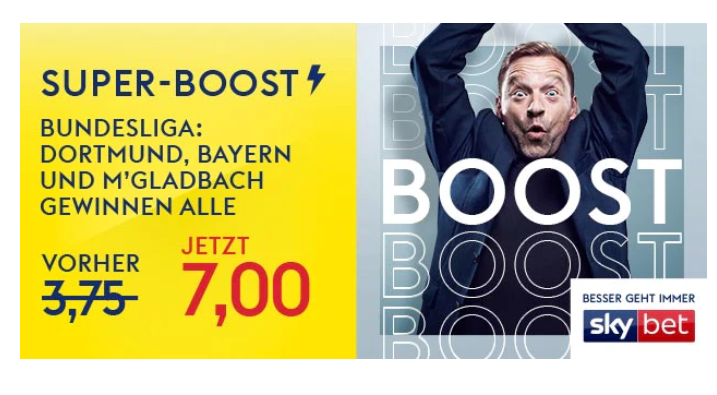 SUPER-BOOST
BUNDESLIGA:
DORTMUND, BAYERN
UND M'GLADBACH
GEWINNEN ALLE
VORHER
3,75
JETZT
7,00
BOOST
BOOST
BOOST
BOOST
BOOST
BESSER GEHT IMMER
sky bet